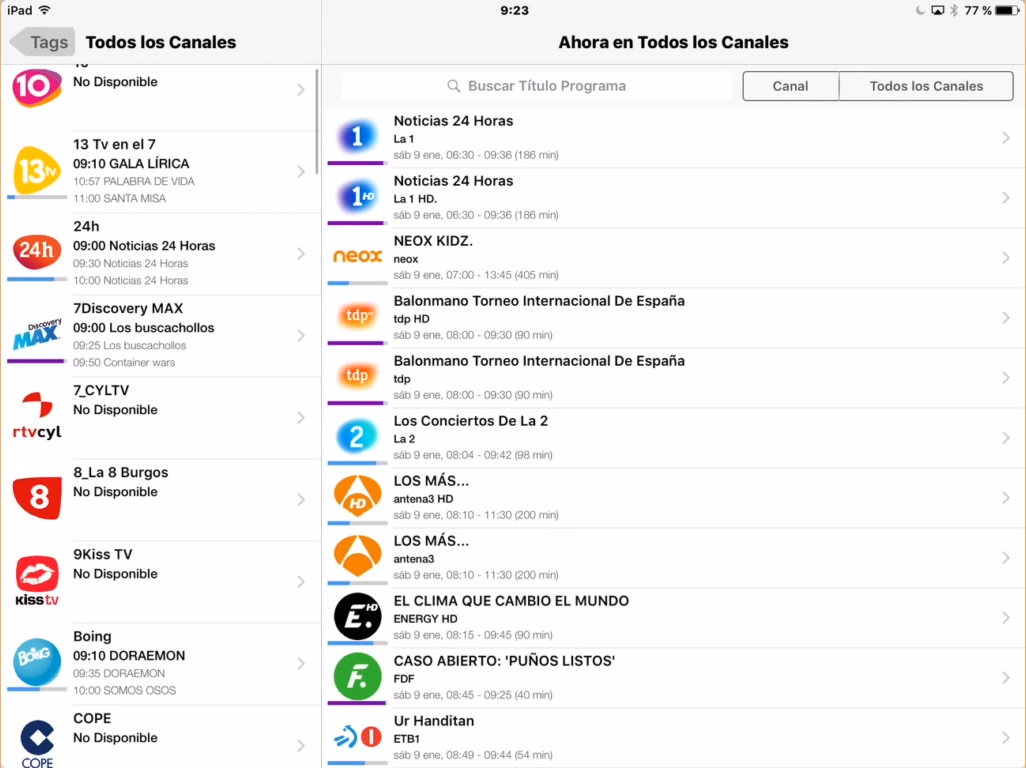 iPad
9:23
77 %
Tags
Todos los Canales
Ahora en Todos los Canales
10
10
No Disponible
13tv
13 Tv en el 7
09:10 GALA LÍRICA
10:57 PALABRA DE VIDA
11:00 SANTA MISA
24h
24h
09:00 Noticias 24 Horas
09:30 Noticias 24 Horas
10:00 Noticias 24 Horas
Discovery
MAX
7Discovery MAX
09:00 Los buscachollos
09:25 Los buscachollos
09:50 Container wars
rtvcyl
7_CYLTV
No Disponible
8
8_La 8 Burgos
No Disponible
kiss tv
9Kiss TV
No Disponible
BOING
Boing
09:10 DORAEMON
09:35 DORAEMON
10:00 SOMOS OSOS
COPE
COPE
No Disponible
Buscar Título Programa
Canal
Todos los Canales
1
Noticias 24 Horas
La 1
sáb 9 ene, 06:30 - 09:36 (186 min)
1HD
Noticias 24 Horas
La 1 HD.
sáb 9 ene, 06:30 - 09:36 (186 min)
neox
NEOX KIDZ.
neox
sáb 9 ene, 07:00 - 13:45 (405 min)
tdp
Balonmano Torneo Internacional De España
tdp HD
sáb 9 ene, 08:00 - 09:30 (90 min)
tdp
Balonmano Torneo Internacional De España
tdp
sáb 9 ene, 08:00 - 09:30 (90 min)
2
Los Conciertos De La 2
La 2
sáb 9 ene, 08:04 - 09:42 (98 min)
HD
LOS MÁS...
antena3 HD
sáb 9 ene, 08:10 - 11:30 (200 min)
LOS MÁS...
antena3
sáb 9 ene, 08:10 - 11:30 (200 min)
E. HD
EL CLIMA QUE CAMBIO EL MUNDO
ENERGY HD
sáb 9 ene, 08:15 - 09:45 (90 min)
F.
CASO ABIERTO: 'PUÑOS LISTOS'
FDF
sáb 9 ene, 08:45 - 09:25 (40 min)
1
Ur Handitan
ETB1
sáb 9 ene, 08:49 - 09:44 (54 min)